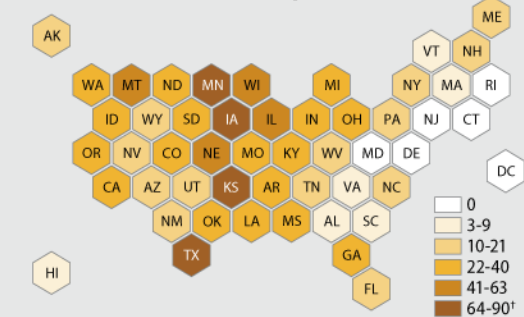 ME
AK
VT NH
WA MT ND MN WI MI NY MA RI
ID WY SD IA IL IN OH PA NJ CT
OR NV CO NE MO KY WV MD DE
DC
CA AZ UT KS AR TN VA NC
NM OK LA MS AL SC
TX GA
HI
FL
0
3-9
10-21
22-40
41-63
64-90†